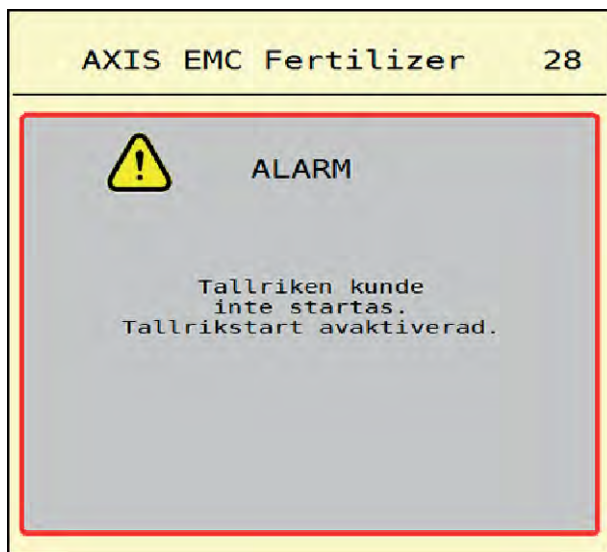 AXIS EMC Fertilizer 28
ALARM
Tallriken kunde
inte startas.
Tallrikstart avaktiverad.